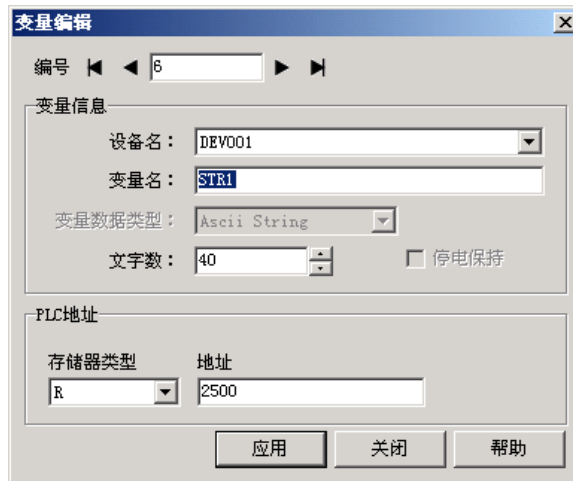 变量编辑
编号 6
变量信息
设备名： DEV001
变量名： STR1
变量数据类型： Ascii String
文字数： 40 停电保持
PLC地址
存储器类型 地址
R 2500
应用 关闭 帮助